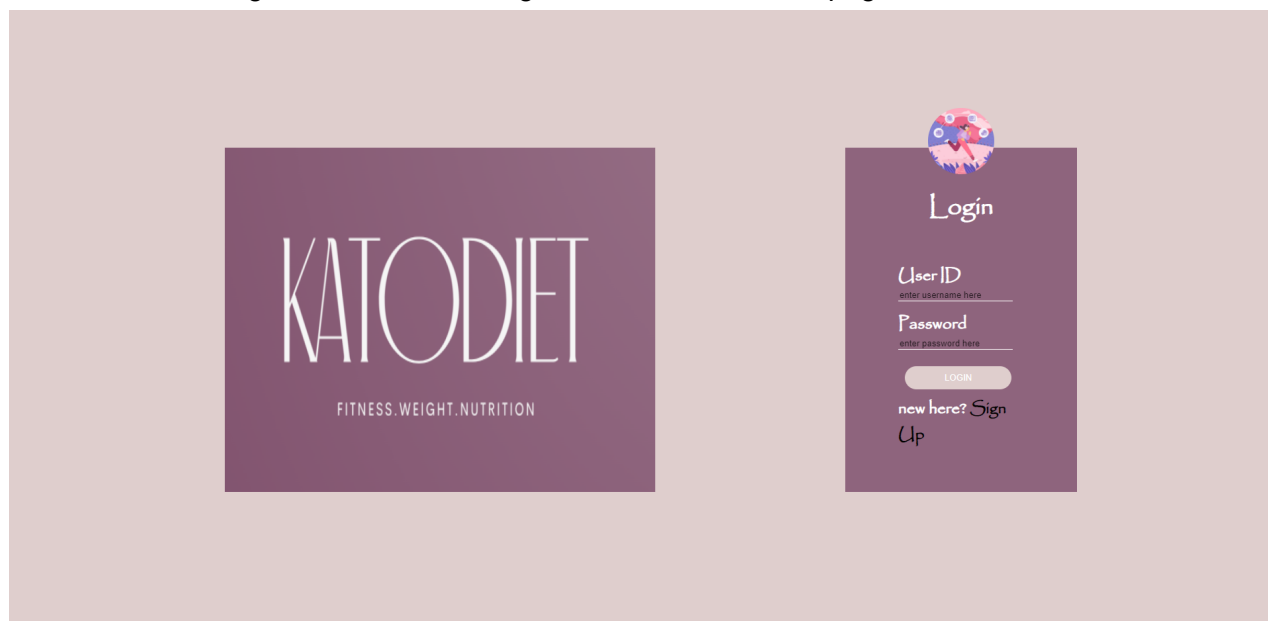 KATODIET
FITNESS.WEIGHT.NUTRITION
Login
User ID
enter username here
Password
enter password here
LOGIN
new here? Sign
Up